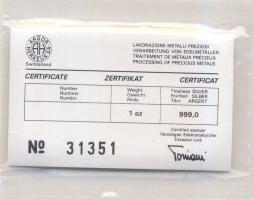 ARGOR
HERAEUS
AH
Switzerland
LAVORAZIONE METALLI PREZIOSI
VERARBEITUNG VON EDELMETALLEN
TRAITEMENT DE MÉTAUX PRÉCIEUX
PROCESSING OF PRECIOUS METALS
CERTIFICATE ZERTIFIKAT CERTIFICAT
Number Weight Fineness SILVER
Nummer Gewicht Feinheit SILBER
Numéro Poids Titre ARGENT
1 oz 999,0
Certified assayer
Vereidigter Edelmetallprüfer
Essayeur juré
Nº 31351